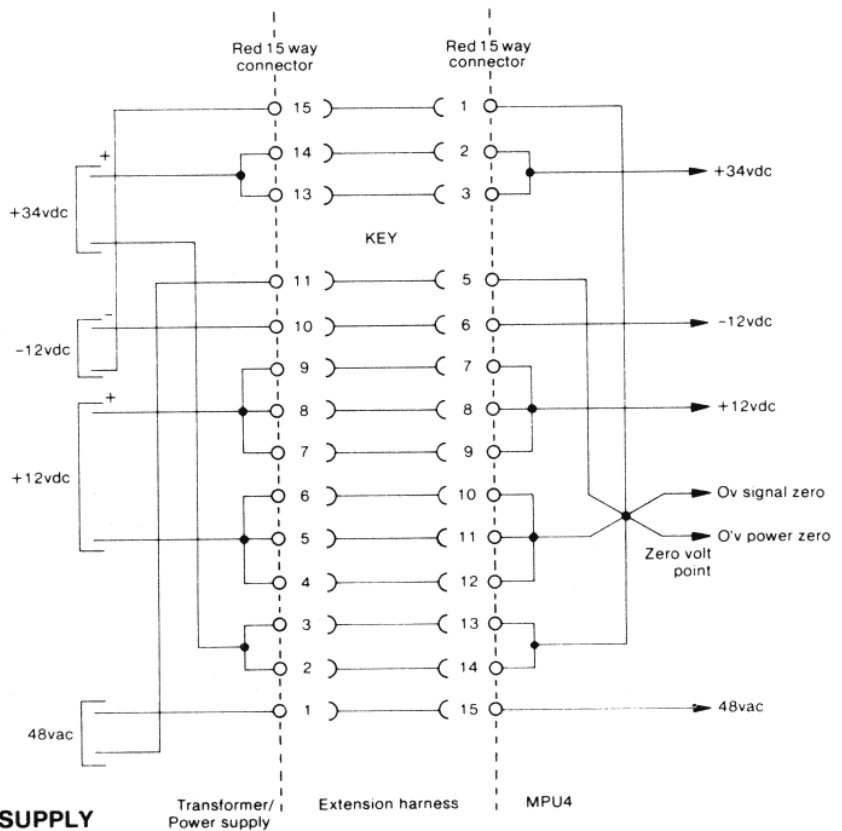 Red 15 way
connector
Red 15 way
connector
15 1
+ 14 2
+34vdc
13 3
+34vdc
KEY
11 5
- 10 6 -12vdc
-12vdc
9 7
+ 8 8 +12vdc
7 9
+12vdc
6 10 Ov signal zero
5 11 O'v power zero
Zero volt
point
4 12
3 13
2 14
1 15 48vac
48vac
Transformer/
Power supply
Extension harness
MPU4
SUPPLY